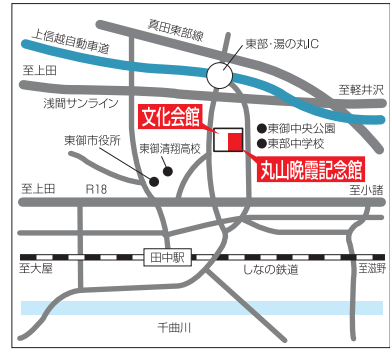 真田東部線
上信越自動車道
東部・湯の丸IC
至上田
至軽井沢
浅間サンライン
文化会館
東御中央公園
東部中学校
東御市役所
東御清翔高校
丸山晩霞記念館
至上田
R18
至小諸
田中駅
至大屋
しなの鉄道
至滋野
千曲川